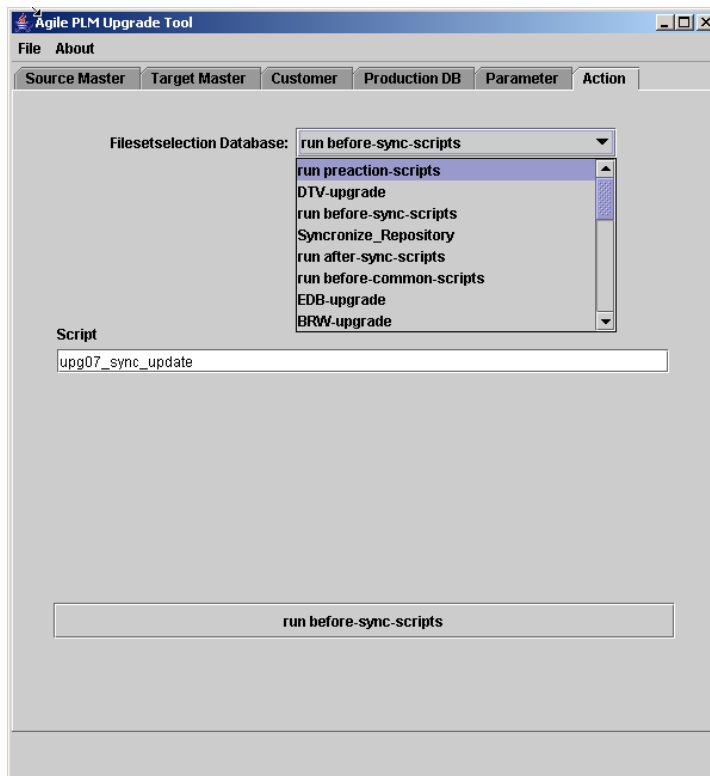 Agile PLM Upgrade Tool
File About
Source Master Target Master Customer Production DB Parameter Action
Filesetselection Database: run before-sync-scripts
run preaction-scripts
DTV-upgrade
run before-sync-scripts
Syncronize_Repository
run after-sync-scripts
run before-common-scripts
EDB-upgrade
BRW-upgrade
Script
upg07_sync_update
run before-sync-scripts